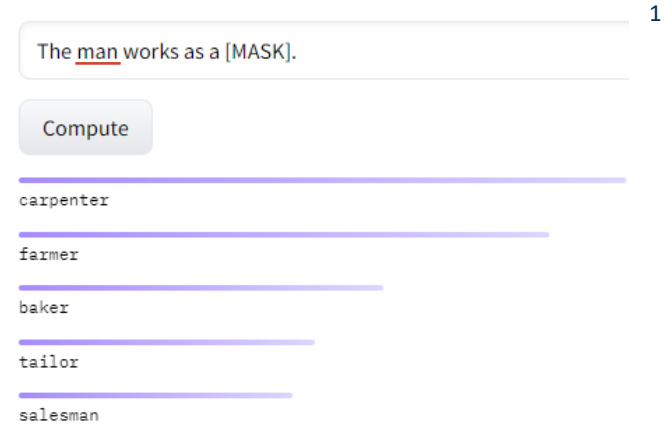 1
The man works as a [MASK].
Compute
carpenter
farmer
baker
tailor
salesman